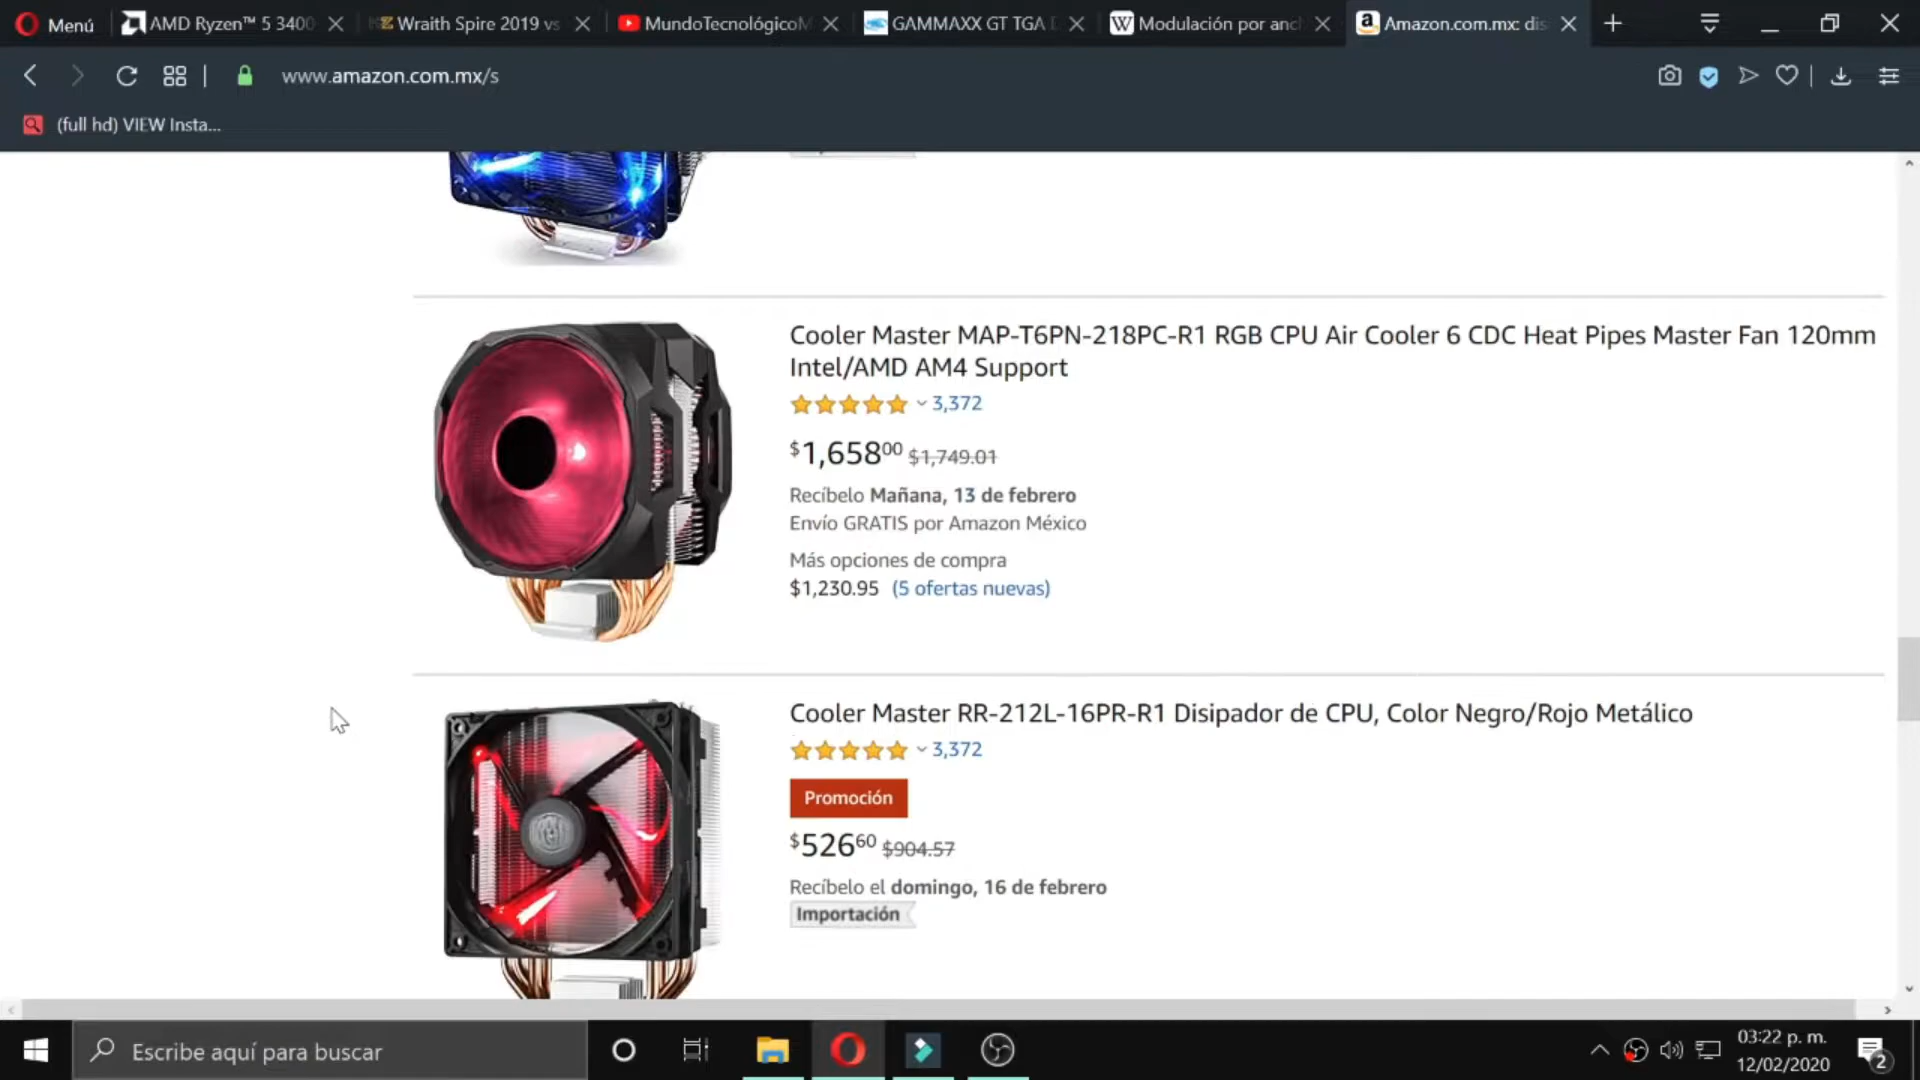 Menú
AMD Ryzen™ 5 3400
Wraith Spire 2019 vs
MundoTecnológicoM
GAMMAXX GT TGA
Modulación por anc
Amazon.com.mx: dis
www.amazon.com.mx/s
(full hd) VIEW Insta...
Cooler Master MAP-T6PN-218PC-R1 RGB CPU Air Cooler 6 CDC Heat Pipes Master Fan 120mm
Intel/AMD AM4 Support
3,372
$1,65800 $1,749.01
Recíbelo Mañana, 13 de febrero
Envío GRATIS por Amazon México
Más opciones de compra
$1,230.95 (5 ofertas nuevas)
Cooler Master RR-212L-16PR-R1 Disipador de CPU, Color Negro/Rojo Metálico
3,372
Promoción
$52660 $904.57
Recíbelo el domingo, 16 de febrero
Importación
Escribe aquí para buscar
03:22 p. m.
12/02/2020
2